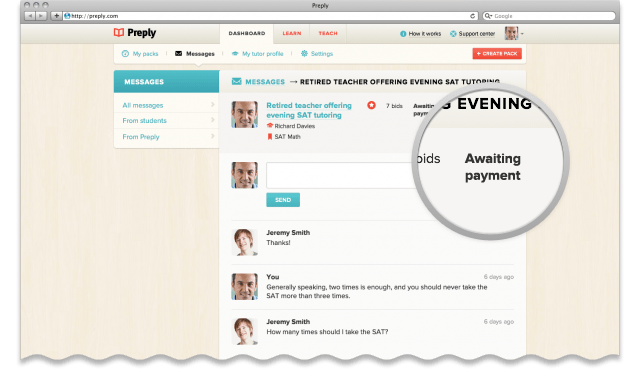 Preply
http://preply.com
Google
Preply
DASHBOARD
LEARN
TEACH
How it works
Support center
My packs
Messages
My tutor profile
Settings
+ CREATE PACK
MESSAGES
All messages
From students
From Preply
MESSAGES → RETIRED TEACHER OFFERING EVENING SAT TUTORING
Retired teacher offering
evening SAT tutoring
Richard Davies
SAT Math
7 bids
Awaiting
payment
G EVENING
bids
Awaiting
payment
SEND
Jeremy Smith
Thanks!
You
6 days ago
Generally speaking, two times is enough, and you should never take the
SAT more than three times.
Jeremy Smith
6 days ago
How many times should I take the SAT?